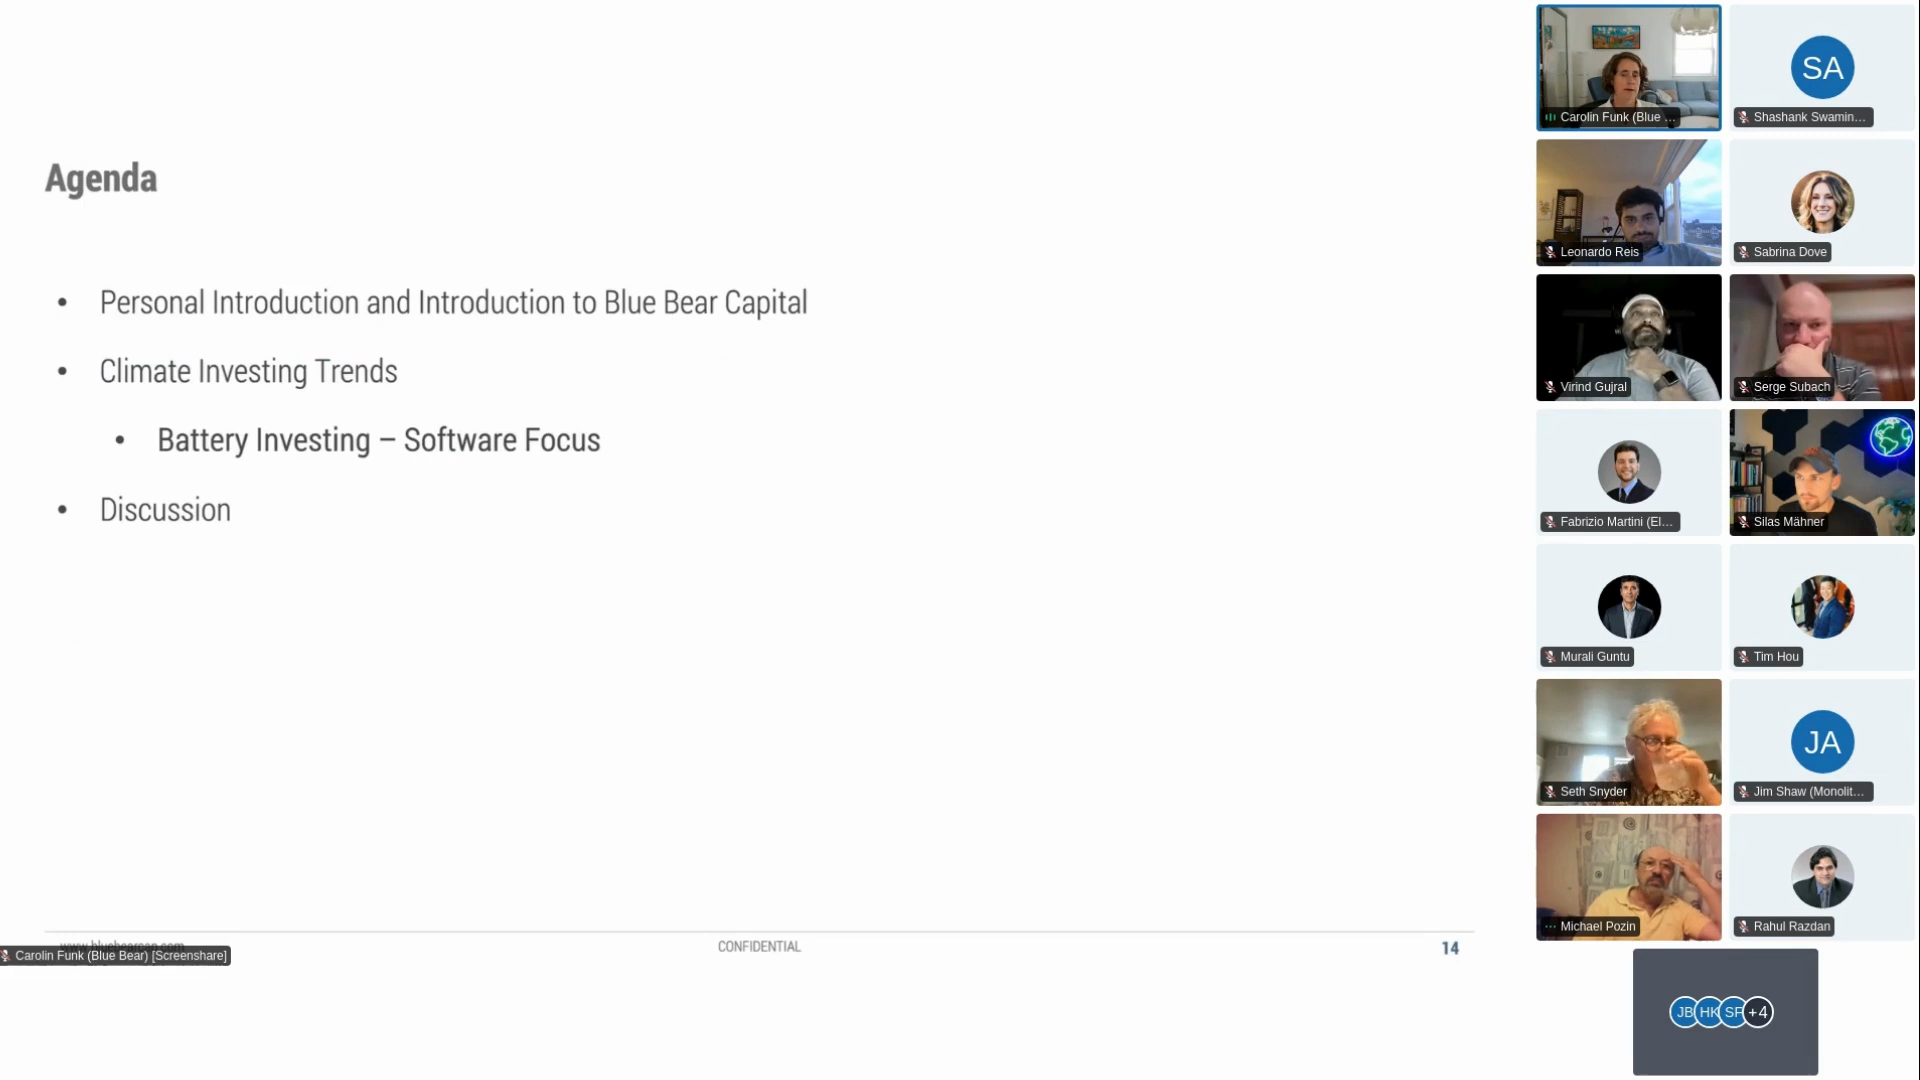 Agenda
• Personal Introduction and Introduction to Blue Bear Capital
• Climate Investing Trends
• Battery Investing – Software Focus
• Discussion
www.bluebearcap.com
CONFIDENTIAL
14
Carolin Funk (Blue Bear) [Screenshare]
Carolin Funk (Blue ...
SA
Shashank Swamin...
Leonardo Reis
Sabrina Dove
Virind Gujral
Serge Subach
Fabrizio Martini (El...
Silas Mähner
Murali Guntu
Tim Hou
Seth Snyder
JA
Jim Shaw (Monolit...
Michael Pozin
Rahul Razdan
JB HK SF +4